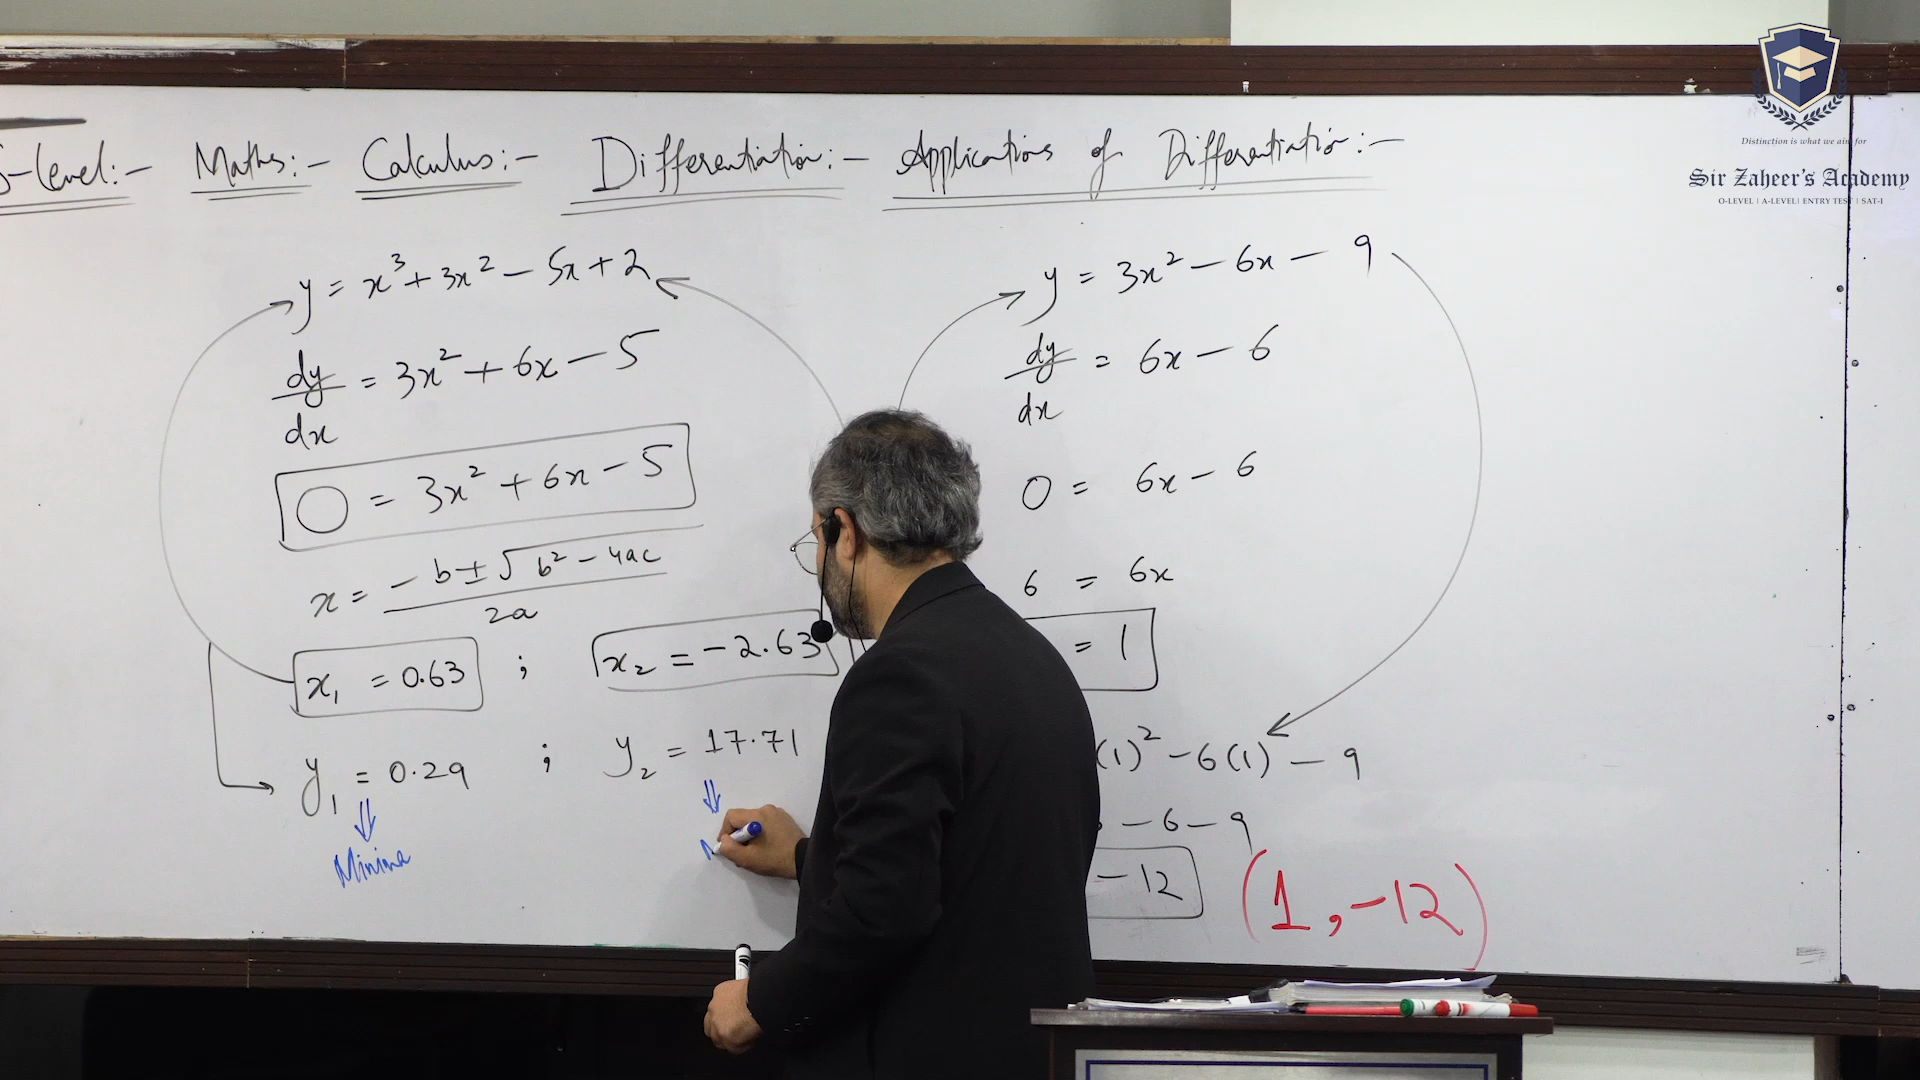 -level:- Maths:- Calculus:- Differentiation:- Applications of Differentiation:-
y = x³ + 3x² - 5x + 2
dy/dx = 3x² + 6x - 5
0 = 3x² + 6x - 5
x = -b ± √b² - 4ac / 2a
x₁ = 0.63 ; x₂ = -2.63
y₁ = 0.29 ; y₂ = 17.71
⇓ ⇓
Minima
y = 3x² - 6x - 9
dy/dx = 6x - 6
0 = 6x - 6
6 = 6x
= 1
(1)² - 6(1) - 9
- 6 - 9
- 12
(1, -12)
Distinction is what we aim for
Sir Zaheer's Academy
O-LEVEL | A-LEVEL | ENTRY TEST | SAT-I